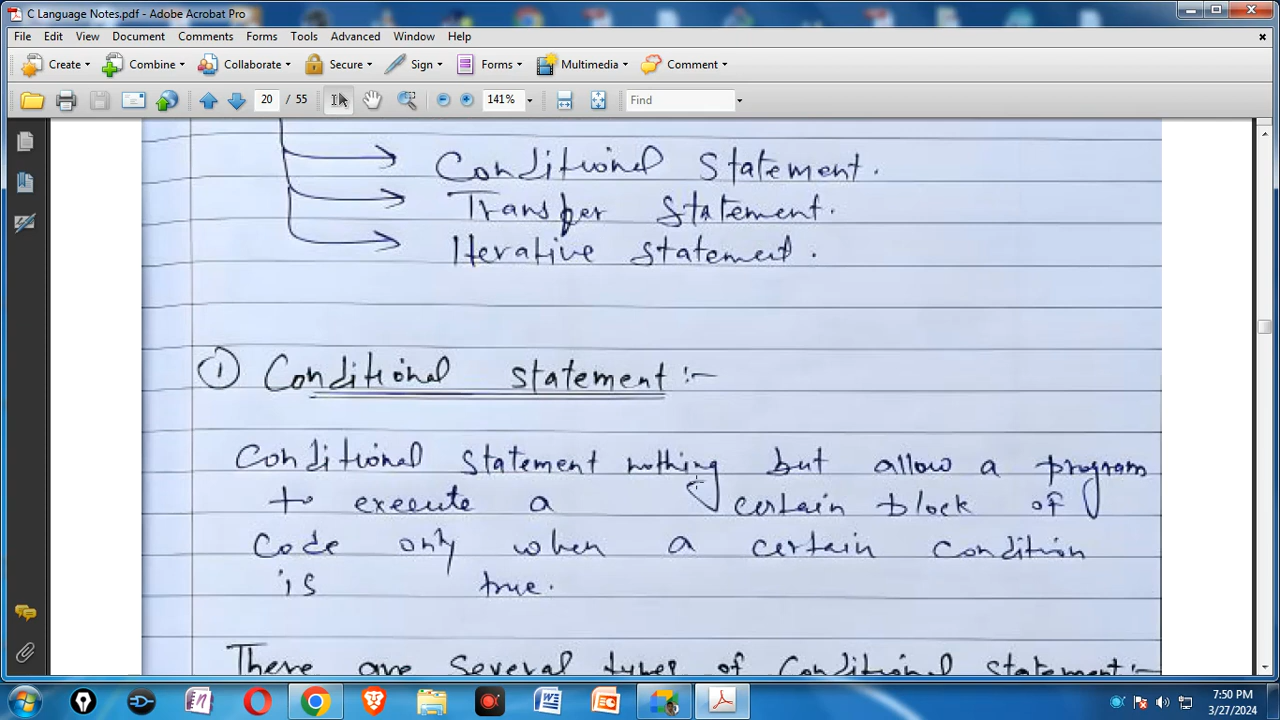 C Language Notes.pdf - Adobe Acrobat Pro
File Edit View Document Comments Forms Tools Advanced Window Help
Create Combine Collaborate Secure Sign Forms Multimedia Comment
20 / 55 141% Find
Conditional Statement.
Transfer Statement.
Iterative statement.
① Conditional statement :-
Conditional statement nothing but allow a program
to execute a certain block of
Code only when a certain condition
is true.
There are several types of Conditional statement:-
7:50 PM
3/27/2024